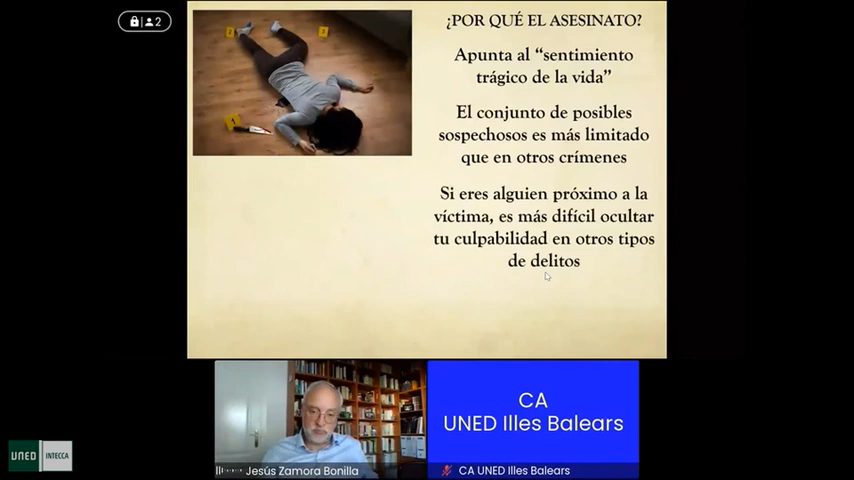 2
¿POR QUÉ EL ASESINATO?
Apunta al “sentimiento
trágico de la vida”
El conjunto de posibles
sospechosos es más limitado
que en otros crímenes
Si eres alguien próximo a la
víctima, es más difícil ocultar
tu culpabilidad en otros tipos
de delitos
CA
UNED Illes Balears
Jesús Zamora Bonilla
CA UNED Illes Balears
UNED INTECCA